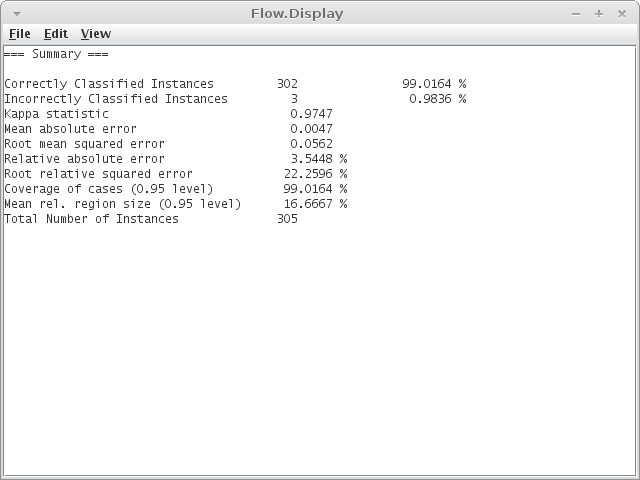 Flow.Display
File Edit View
=== Summary ===
Correctly Classified Instances 302 99.0164 %
Incorrectly Classified Instances 3 0.9836 %
Kappa statistic 0.9747
Mean absolute error 0.0047
Root mean squared error 0.0562
Relative absolute error 3.5448 %
Root relative squared error 22.2596 %
Coverage of cases (0.95 level) 99.0164 %
Mean rel. region size (0.95 level) 16.6667 %
Total Number of Instances 305